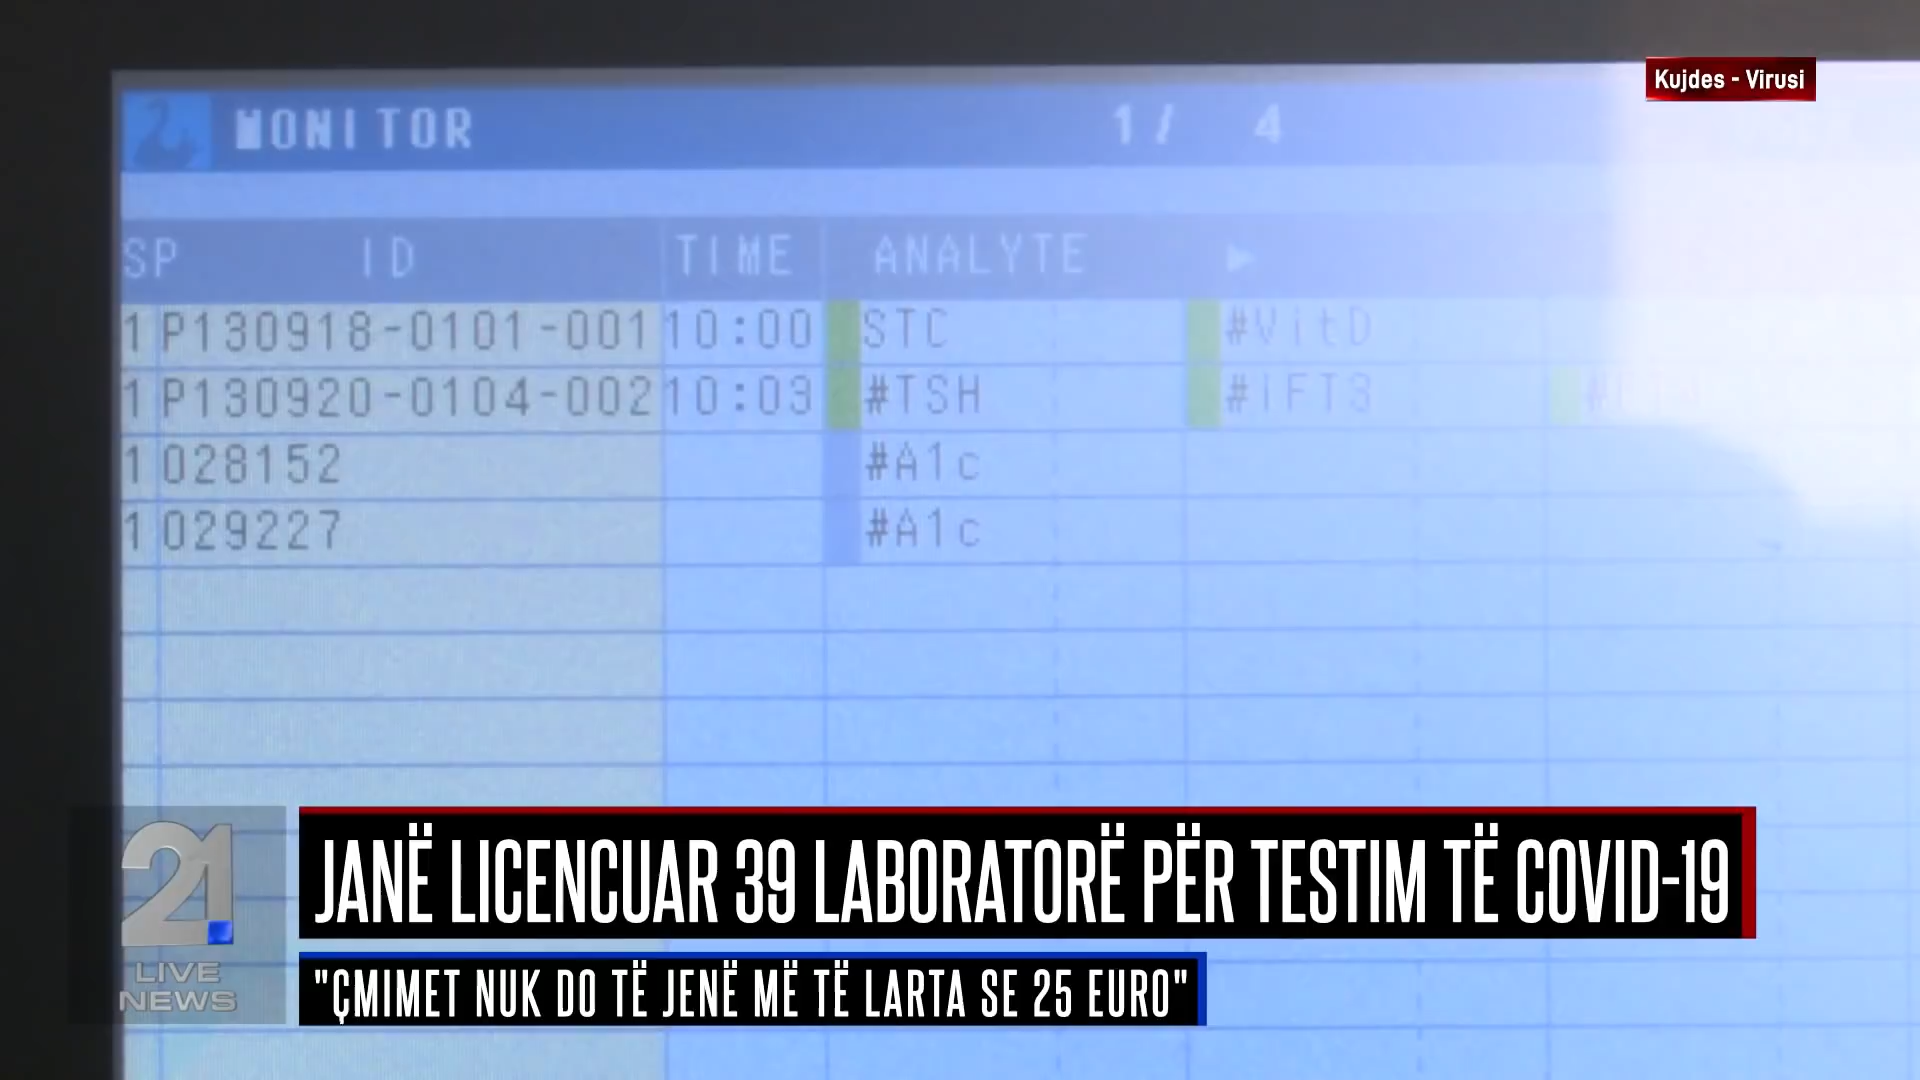 Kujdes - Virusi
MONITOR 1/ 4
SP ID TIME ANALYTE ▶
1 P130918-0101-001 10:00 STC #VitD
1 P130920-0104-002 10:03 #TSH #iFT3
1 028152 #A1c
1 029227 #A1c
21
LIVE
NEWS
JANË LICENCUAR 39 LABORATORË PËR TESTIM TË COVID-19
"ÇMIMET NUK DO TË JENË MË TË LARTA SE 25 EURO"